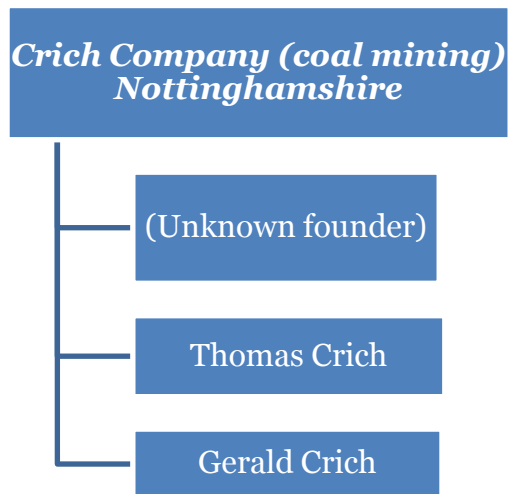 Crich Company (coal mining)
Nottinghamshire
(Unknown founder)
Thomas Crich
Gerald Crich